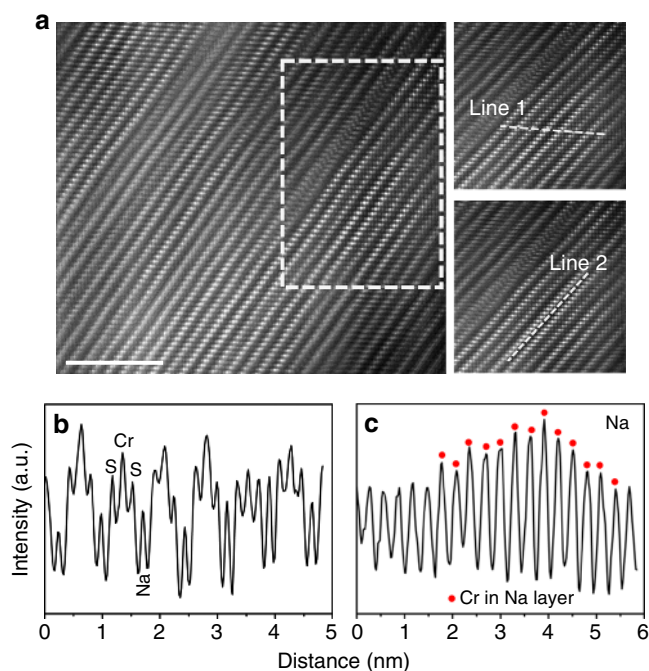 a
Line 1
Line 2
b
Cr
S S
Na
c
Na
Cr in Na layer
Intensity (a.u.)
0 1 2 3 4 5
0 1 2 3 4 5 6
Distance (nm)